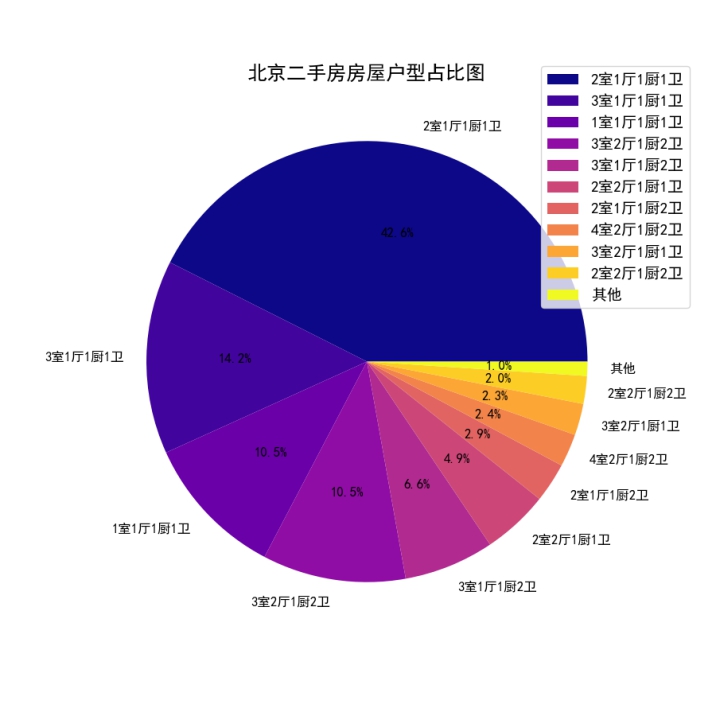 北京二手房房屋户型占比图
2室1厅1厨1卫
3室1厅1厨1卫
1室1厅1厨1卫
3室2厅1厨2卫
3室1厅1厨2卫
2室2厅1厨1卫
2室1厅1厨2卫
4室2厅1厨2卫
3室2厅1厨1卫
2室2厅1厨2卫
其他
2室1厅1厨1卫
42.6%
3室1厅1厨1卫
14.2%
1室1厅1厨1卫
10.5%
3室2厅1厨2卫
10.5%
3室1厅1厨2卫
6.6%
2室2厅1厨1卫
4.9%
2室1厅1厨2卫
2.9%
4室2厅1厨2卫
2.4%
3室2厅1厨1卫
2.3%
2室2厅1厨2卫
2.0%
其他
1.0%